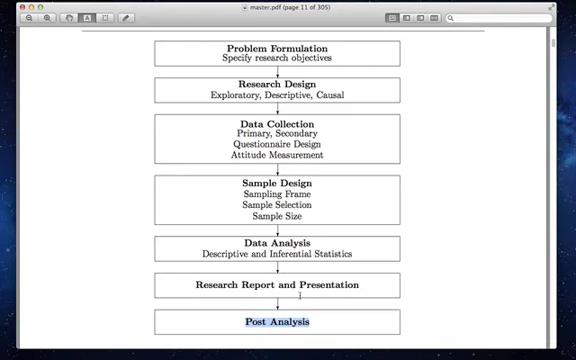 master.pdf (page 11 of 305)
Problem Formulation
Specify research objectives
Research Design
Exploratory, Descriptive, Causal
Data Collection
Primary, Secondary
Questionnaire Design
Attitude Measurement
Sample Design
Sampling Frame
Sample Selection
Sample Size
Data Analysis
Descriptive and Inferential Statistics
Research Report and Presentation
Post Analysis